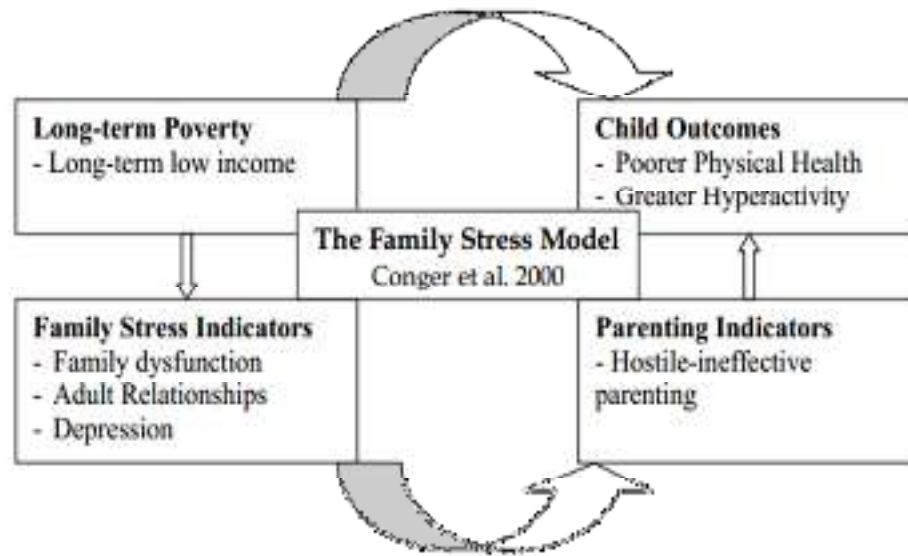 Long-term Poverty
- Long-term low income
Child Outcomes
- Poorer Physical Health
- Greater Hyperactivity
The Family Stress Model
Conger et al. 2000
Family Stress Indicators
- Family dysfunction
- Adult Relationships
- Depression
Parenting Indicators
- Hostile-ineffective
parenting